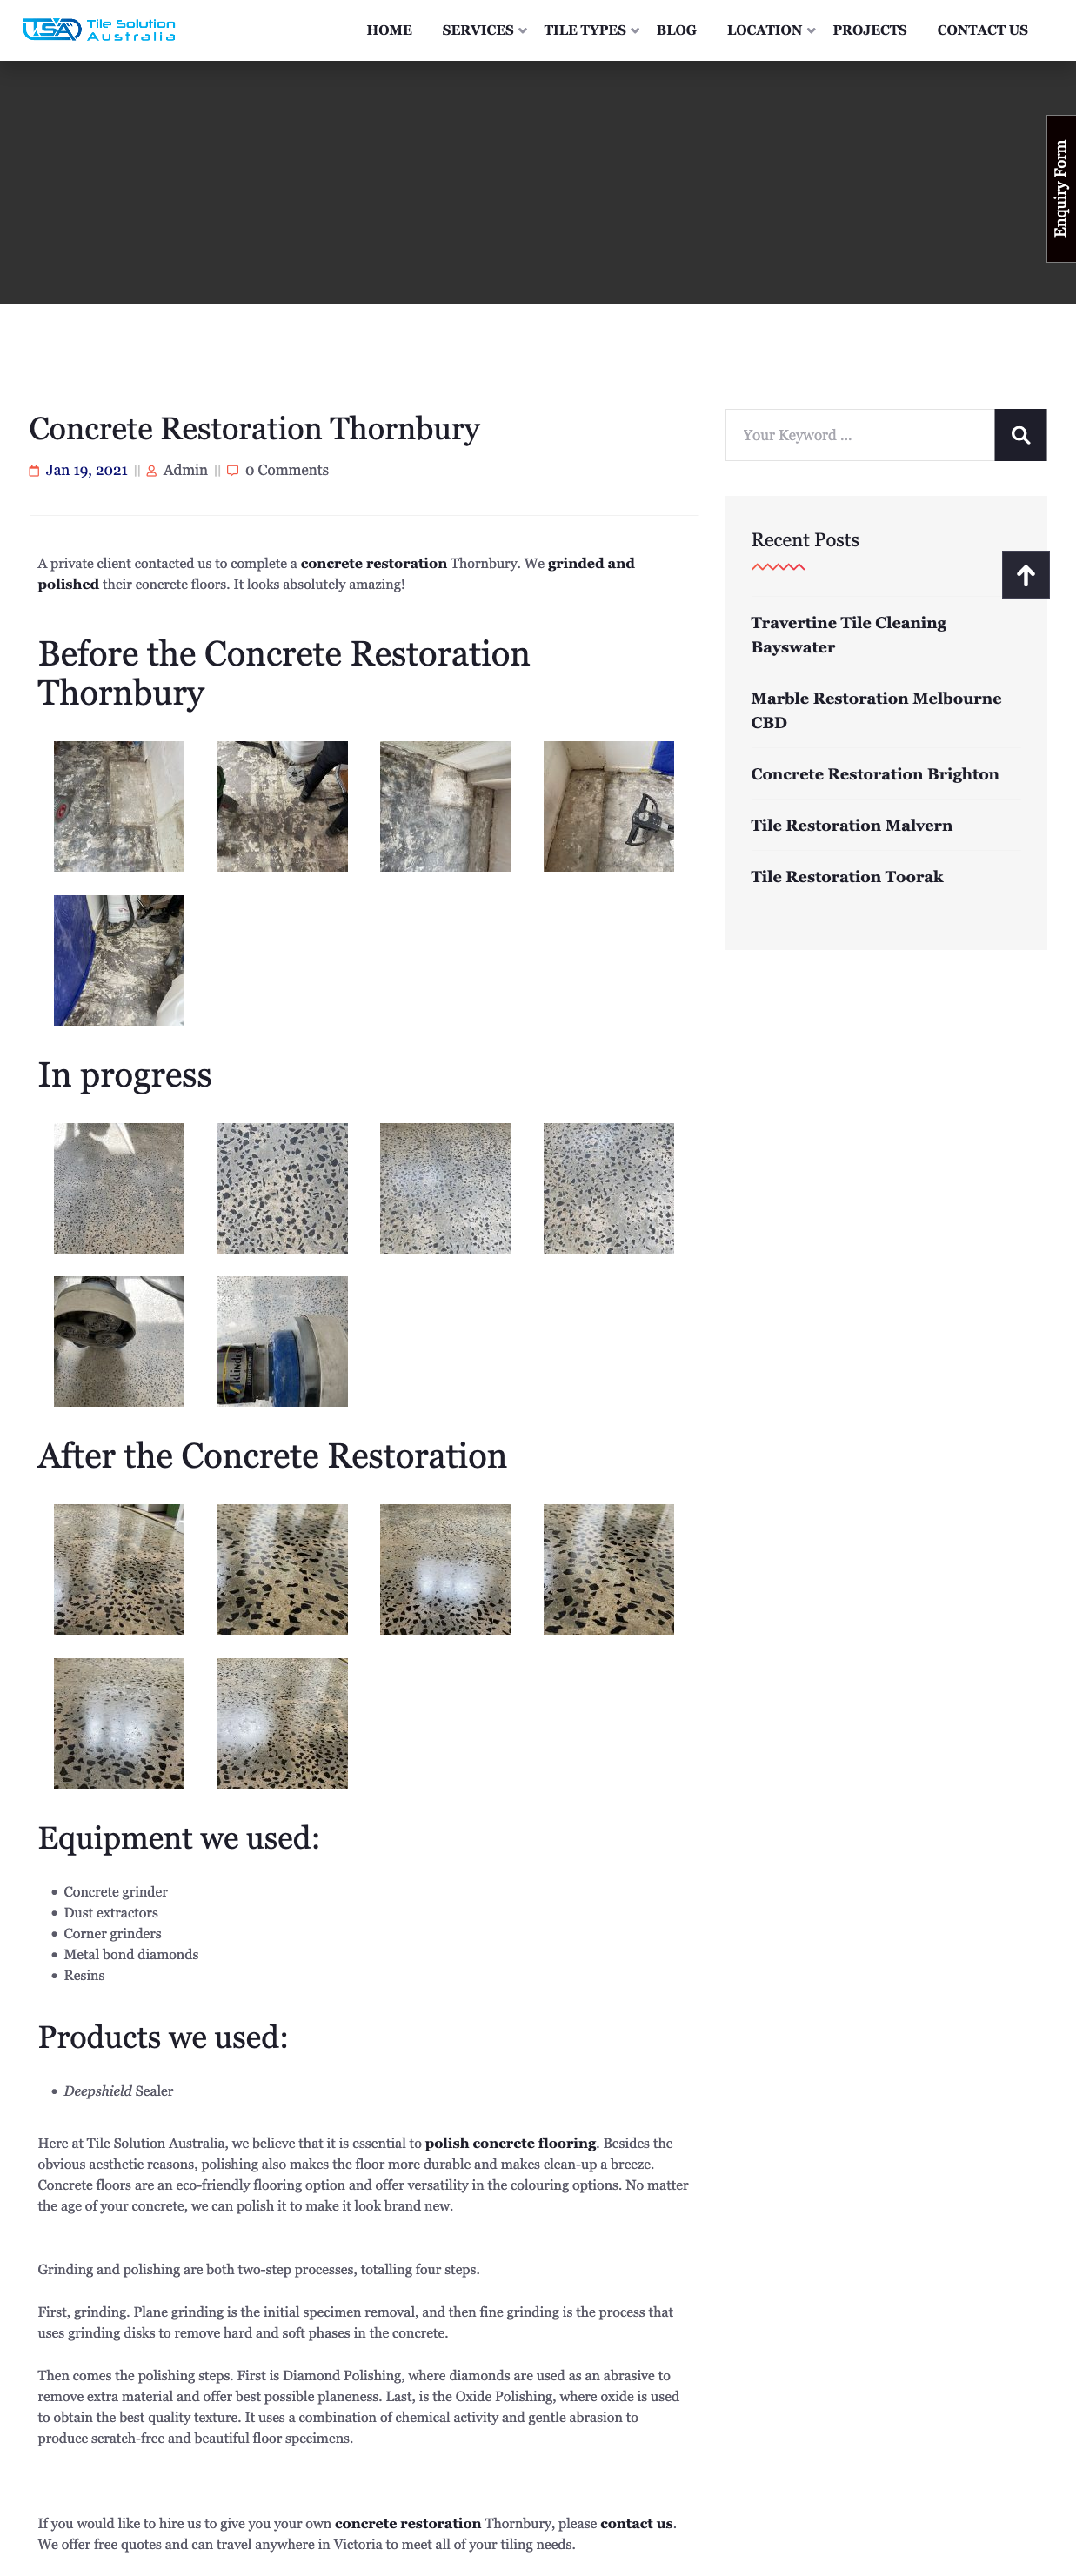 TSA Tile Solution
Australia
HOME SERVICES TILE TYPES BLOG LOCATION PROJECTS CONTACT US
Enquiry Form
Concrete Restoration Thornbury
Jan 19, 2021 || Admin || 0 Comments
Your Keyword ...
Recent Posts
Travertine Tile Cleaning
Bayswater
Marble Restoration Melbourne
CBD
Concrete Restoration Brighton
Tile Restoration Malvern
Tile Restoration Toorak
A private client contacted us to complete a concrete restoration Thornbury. We grinded and
polished their concrete floors. It looks absolutely amazing!
Before the Concrete Restoration
Thornbury
In progress
klindex
After the Concrete Restoration
Equipment we used:
• Concrete grinder
• Dust extractors
• Corner grinders
• Metal bond diamonds
• Resins
Products we used:
• Deepshield Sealer
Here at Tile Solution Australia, we believe that it is essential to polish concrete flooring. Besides the
obvious aesthetic reasons, polishing also makes the floor more durable and makes clean-up a breeze.
Concrete floors are an eco-friendly flooring option and offer versatility in the colouring options. No matter
the age of your concrete, we can polish it to make it look brand new.
Grinding and polishing are both two-step processes, totalling four steps.
First, grinding. Plane grinding is the initial specimen removal, and then fine grinding is the process that
uses grinding disks to remove hard and soft phases in the concrete.
Then comes the polishing steps. First is Diamond Polishing, where diamonds are used as an abrasive to
remove extra material and offer best possible planeness. Last, is the Oxide Polishing, where oxide is used
to obtain the best quality texture. It uses a combination of chemical activity and gentle abrasion to
produce scratch-free and beautiful floor specimens.
If you would like to hire us to give you your own concrete restoration Thornbury, please contact us.
We offer free quotes and can travel anywhere in Victoria to meet all of your tiling needs.